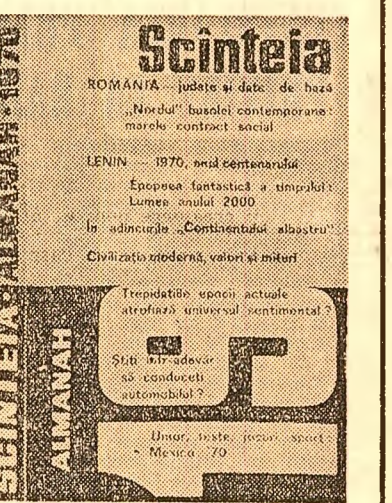 Scînteia
ROMÂNIA — județe și date de bază
„Nordul" busolei contemporane:
marele contract social
LENIN — 1970, anul centenarului
Epopeea fantastică a timpului:
Lumea anului 2000
In adîncurile „Continentului albastru"
Civilizația modernă, valori și mituri
Trepidațiile epocii actuale
atrofiază universul sentimental?
Știți într-adevăr
să conduceți
automobilul?
Umor, teste, jocuri, sport:
Mexico '70
ALMANAH
SCINTEIA • ALMANAH • 1970